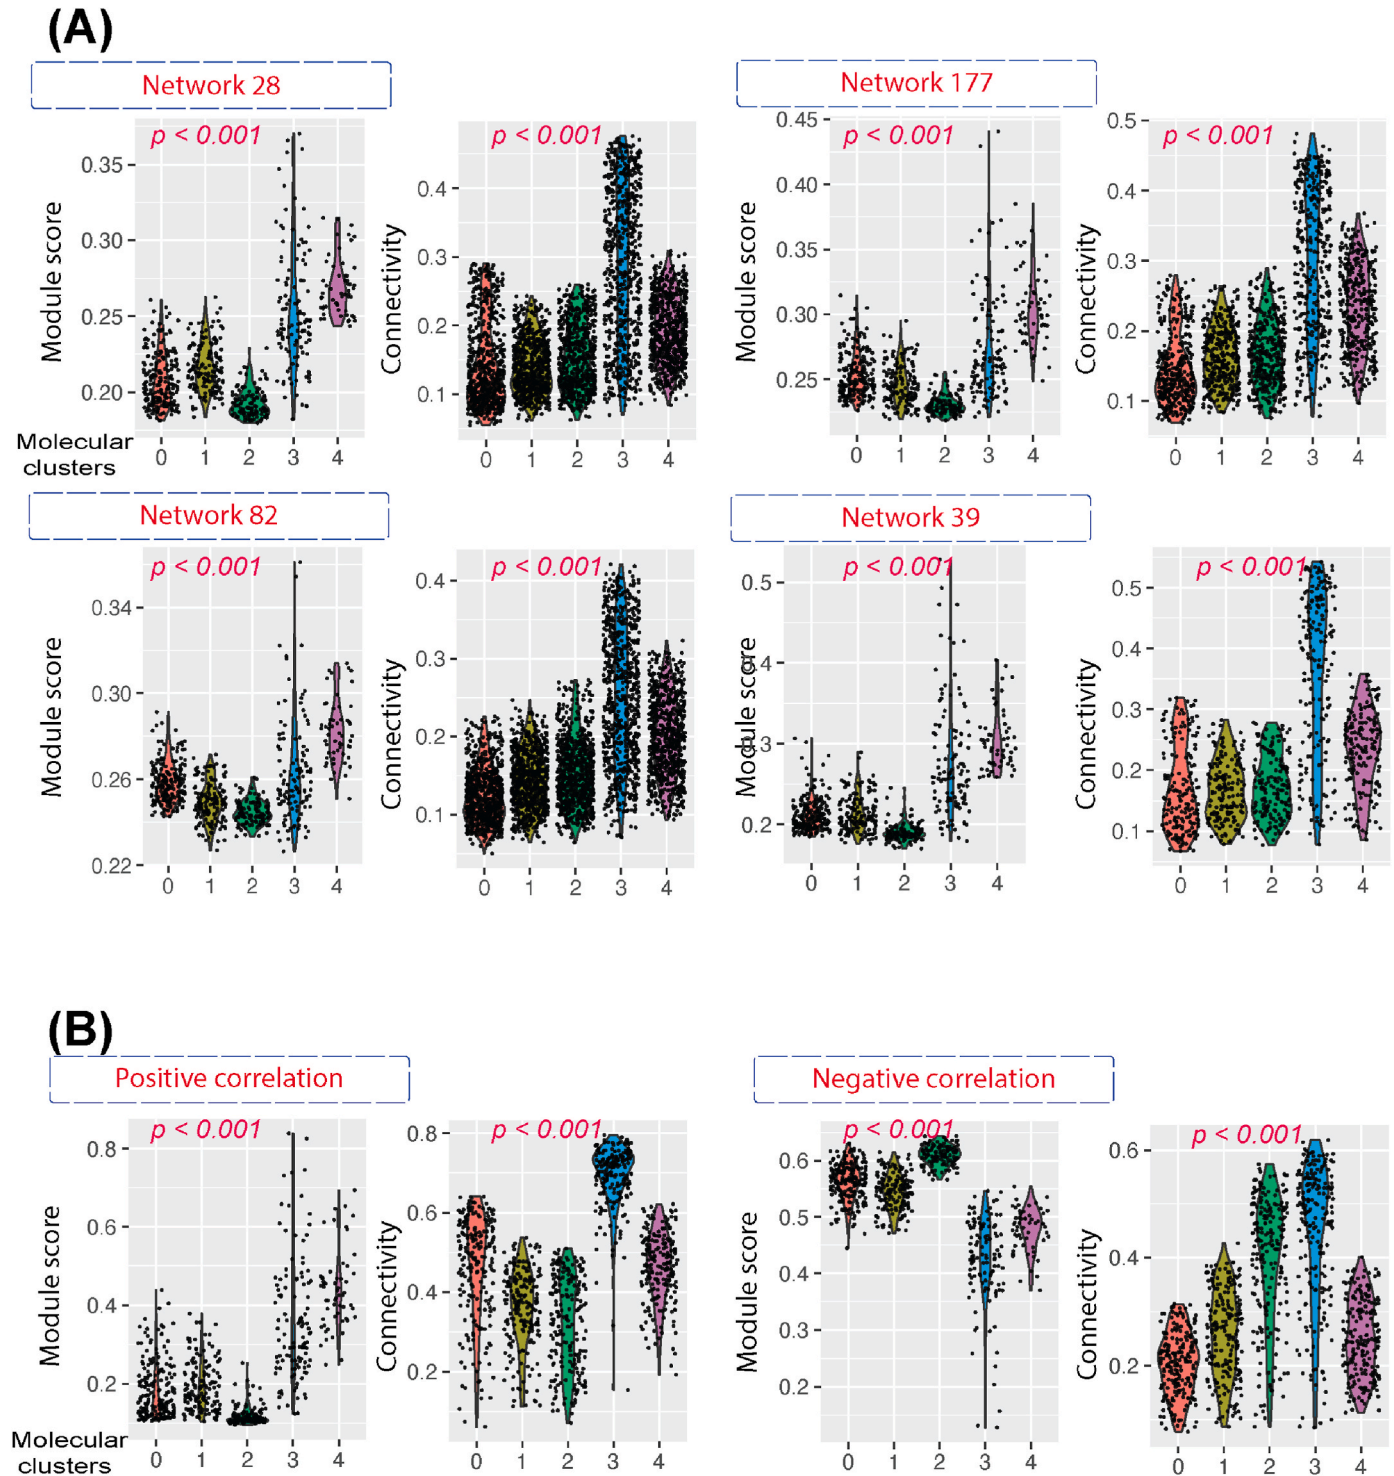 (A)
Network 28
Network 177
p < 0.001
p < 0.001
p < 0.001
p < 0.001
Module score
0.35
0.30
0.25
0.20
Connectivity
0.4
0.3
0.2
0.1
Module score
0.45
0.40
0.35
0.30
0.25
Connectivity
0.5
0.4
0.3
0.2
0.1
Molecular
clusters
0 1 2 3 4
0 1 2 3 4
0 1 2 3 4
0 1 2 3 4
Network 82
Network 39
p < 0.001
p < 0.001
p < 0.001
p < 0.001
Module score
0.34
0.30
0.26
0.22
Connectivity
0.4
0.3
0.2
0.1
Module score
0.5
0.4
0.3
0.2
Connectivity
0.5
0.4
0.3
0.2
0.1
0 1 2 3 4
0 1 2 3 4
0 1 2 3 4
0 1 2 3 4
(B)
Positive correlation
Negative correlation
p < 0.001
p < 0.001
p < 0.001
p < 0.001
Module score
0.8
0.6
0.4
0.2
Connectivity
0.8
0.6
0.4
0.2
Module score
0.6
0.5
0.4
0.3
0.2
Connectivity
0.6
0.4
0.2
Molecular
clusters
0 1 2 3 4
0 1 2 3 4
0 1 2 3 4
0 1 2 3 4